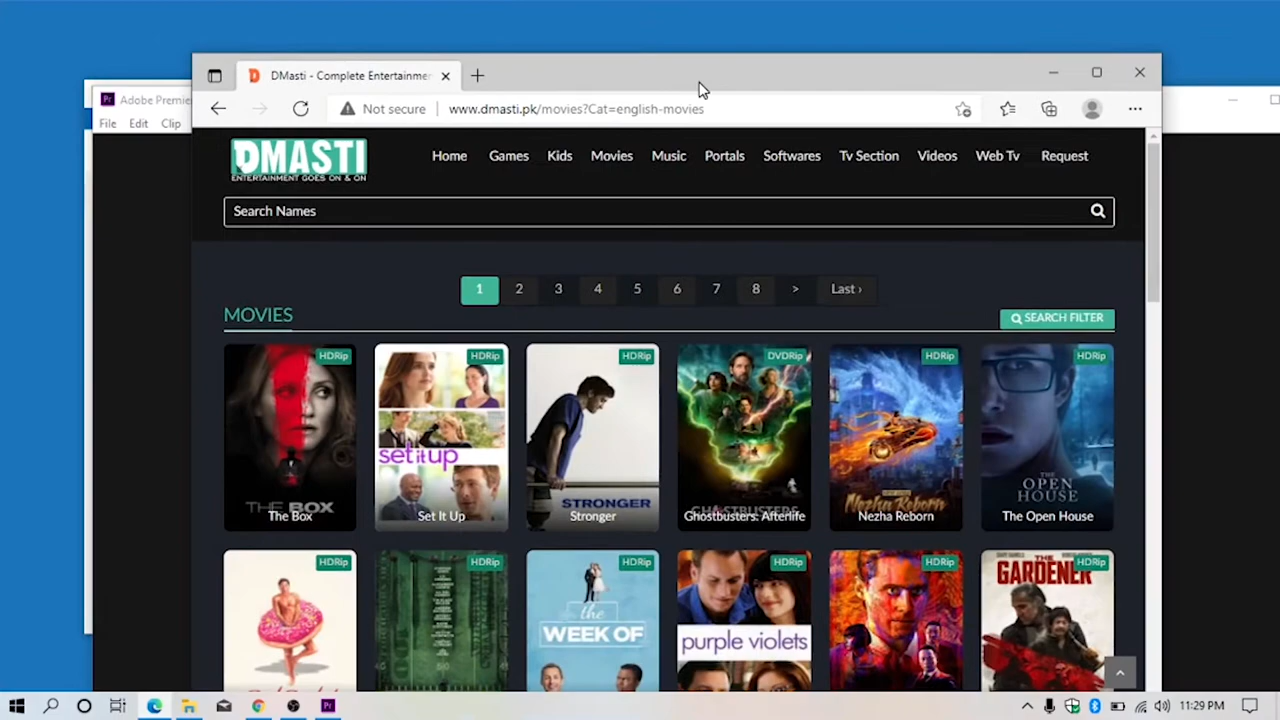 DMasti - Complete Entertainme
Adobe Premie
File Edit Clip
Not secure www.dmasti.pk/movies?Cat=english-movies
DMASTI
ENTERTAINMENT GOES ON & ON
Home Games Kids Movies Music Portals Softwares Tv Section Videos Web Tv Request
Search Names
1 2 3 4 5 6 7 8 > Last ›
MOVIES
SEARCH FILTER
HDRip HDRip HDRip DVDRip HDRip HDRip
set it up
THE OPEN HOUSE
THE BOX
STRONGER
GHOSTBUSTERS
Nezha Reborn
The Box Set It Up Stronger Ghostbusters: Afterlife Nezha Reborn The Open House
HDRip HDRip HDRip HDRip HDRip HDRip
THE GARDENER
the WEEK OF
purple violets
11:29 PM